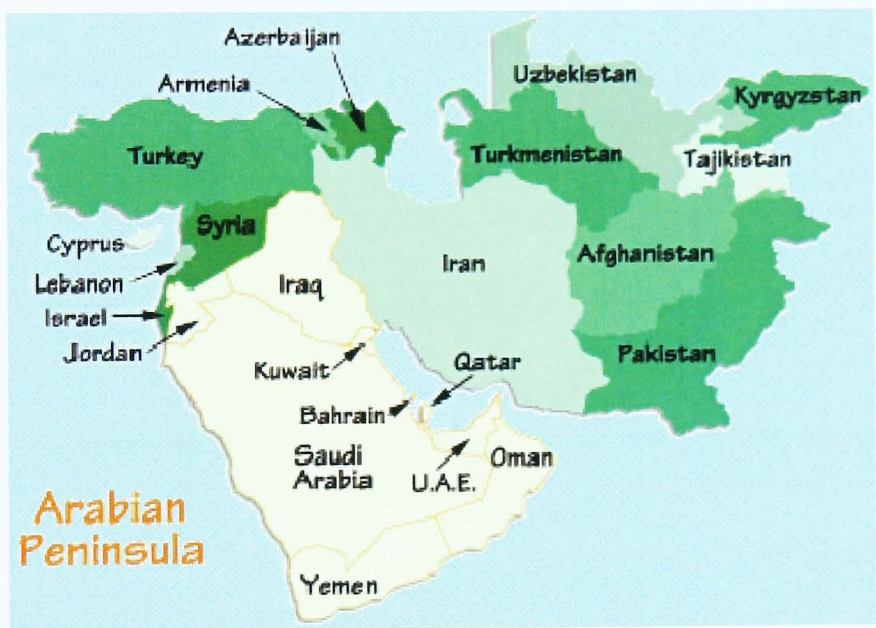 Azerbaijan
Armenia
Uzbekistan
Kyrgyzstan
Turkey
Turkmenistan
Tajikistan
Syria
Cyprus
Iran
Afghanistan
Lebanon
Iraq
Israel
Jordan
Kuwait
Qatar
Pakistan
Bahrain
Saudi
Arabia
Oman
U.A.E.
Arabian
Peninsula
Yemen